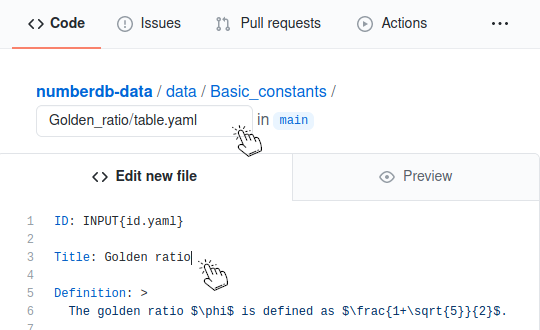 Code Issues Pull requests Actions ...
numberdb-data / data / Basic_constants /
Golden_ratio/table.yaml in main
Edit new file Preview
1 ID: INPUT{id.yaml}
2
3 Title: Golden ratio
4
5 Definition: >
6 The golden ratio $\phi$ is defined as $\frac{1+\sqrt{5}}{2}$.
7